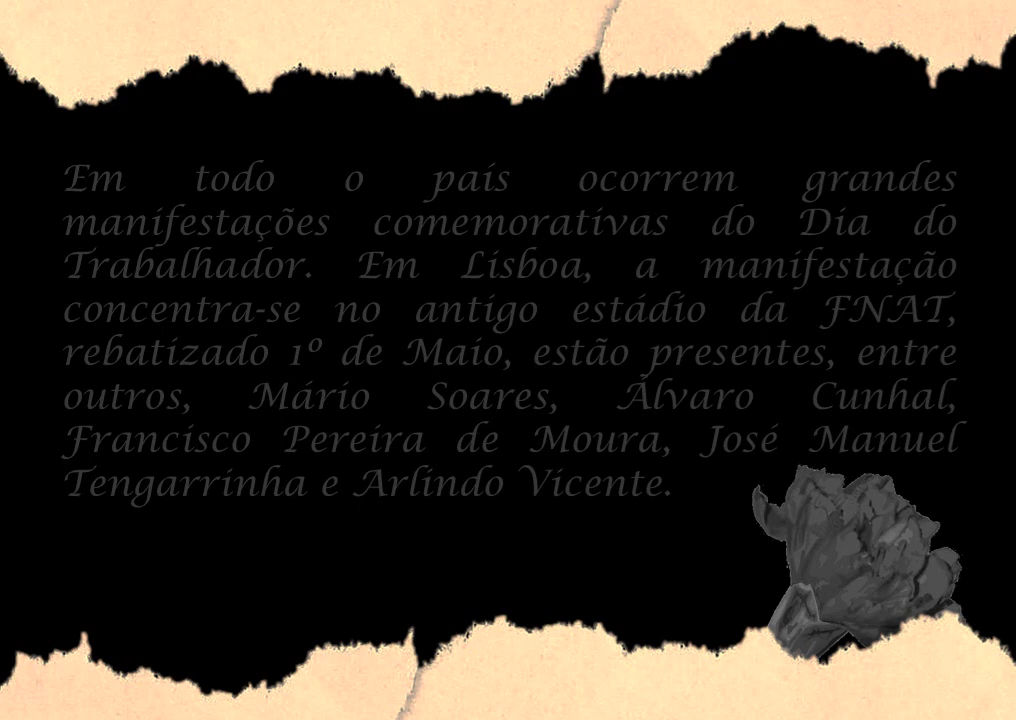 Em todo o país ocorrem grandes
manifestações comemorativas do Dia do
Trabalhador. Em Lisboa, a manifestação
concentra-se no antigo estádio da FNAT,
rebatizado 1º de Maio, estão presentes, entre
outros, Mário Soares, Álvaro Cunhal,
Francisco Pereira de Moura, José Manuel
Tengarrinha e Arlindo Vicente.